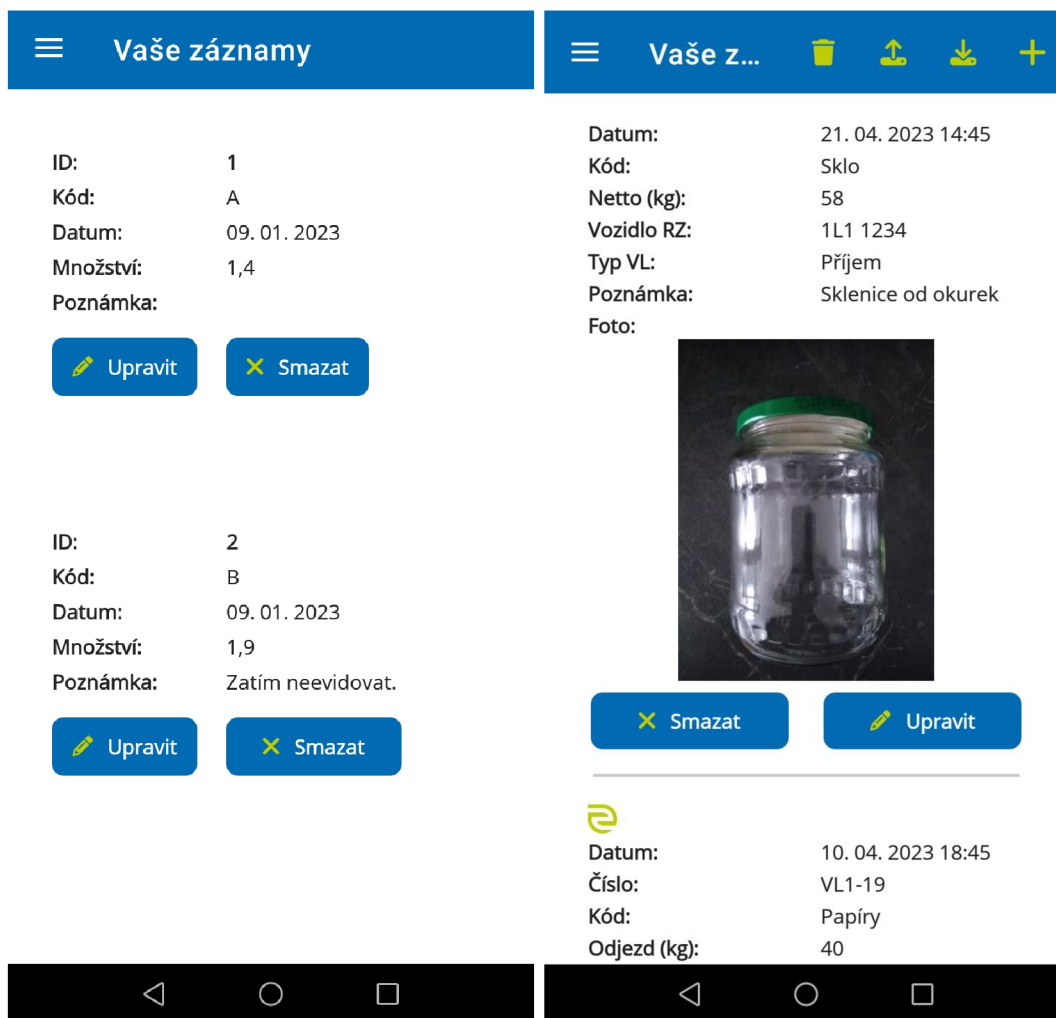 Vaše záznamy
ID: 1
Kód: A
Datum: 09. 01. 2023
Množství: 1,4
Poznámka:
Upravit Smazat
ID: 2
Kód: B
Datum: 09. 01. 2023
Množství: 1,9
Poznámka: Zatím neevidovat.
Upravit Smazat
Vaše z...
Datum: 21. 04. 2023 14:45
Kód: Sklo
Netto (kg): 58
Vozidlo RZ: 1L1 1234
Typ VL: Příjem
Poznámka: Sklenice od okurek
Foto:
Smazat Upravit
Datum: 10. 04. 2023 18:45
Číslo: VL1-19
Kód: Papíry
Odjezd (kg): 40